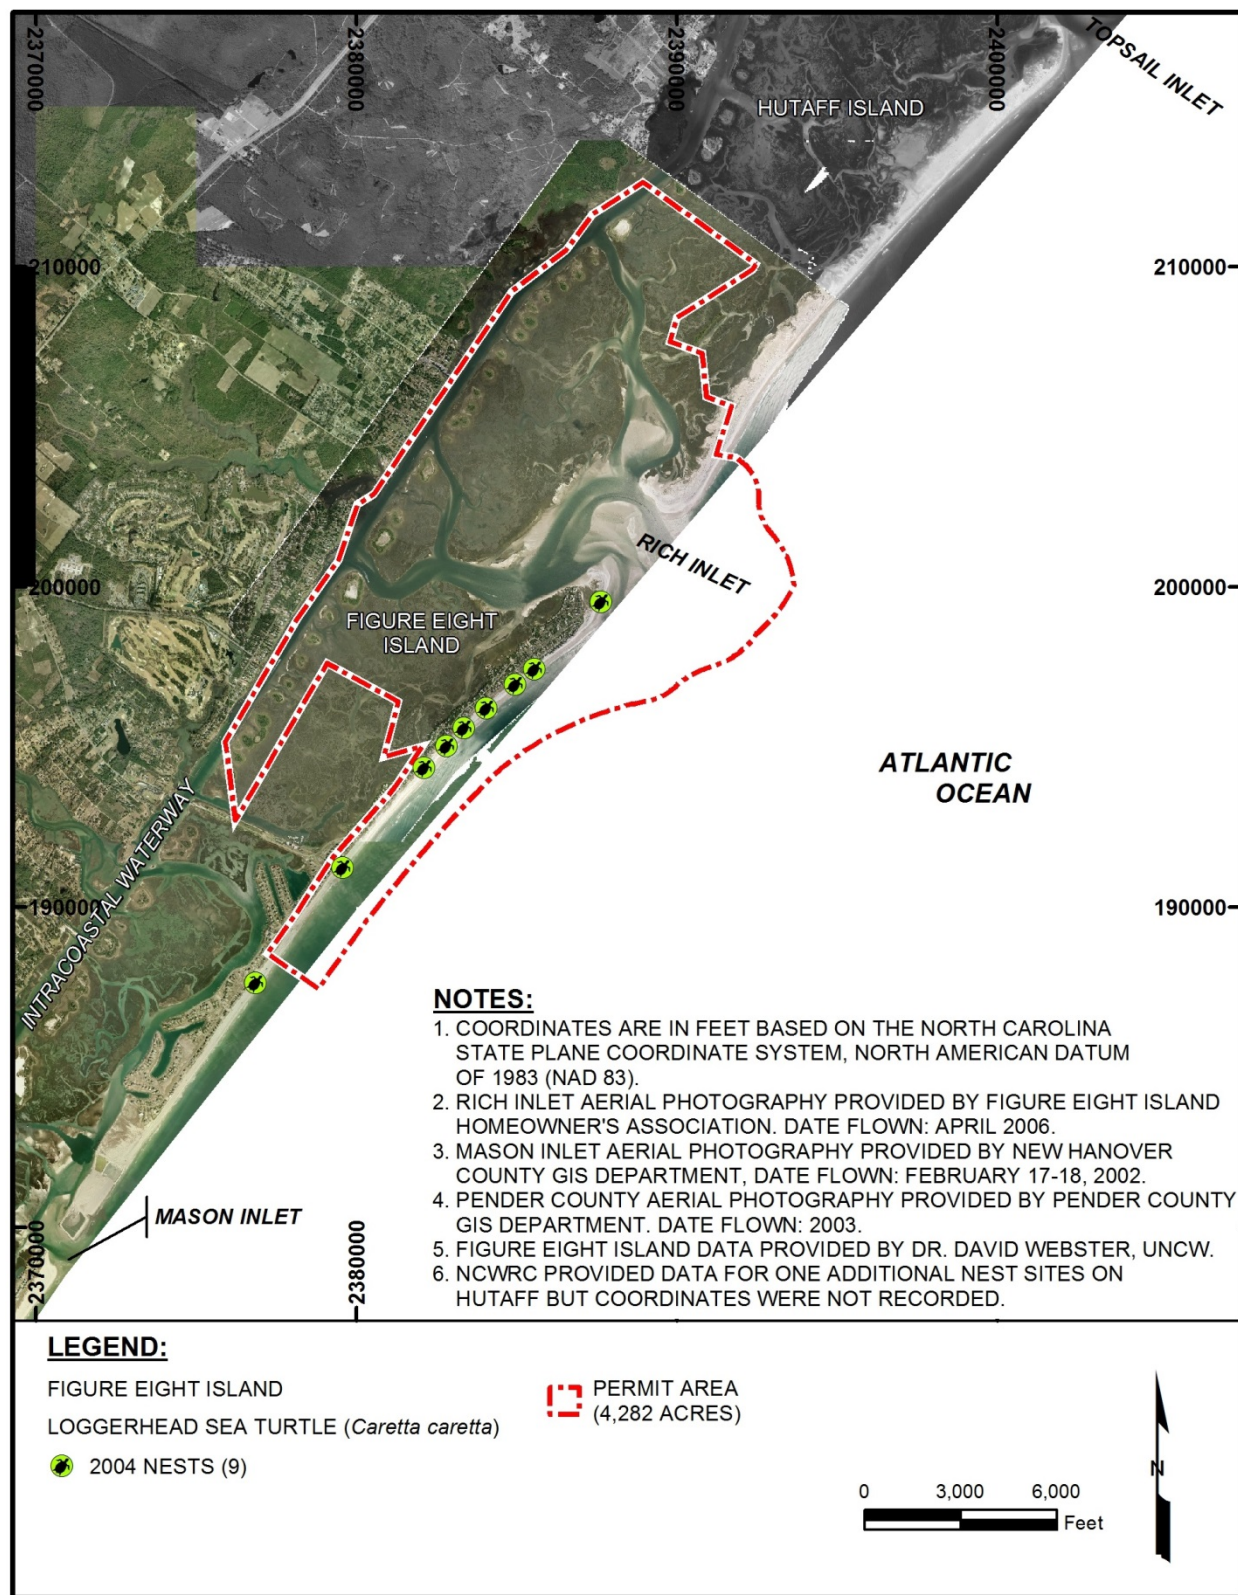 2370000
2380000
2390000
2400000
TOPSAIL INLET
HUTAFF ISLAND
210000
210000
RICH INLET
200000
200000
FIGURE EIGHT
ISLAND
ATLANTIC
OCEAN
INTRACOASTAL WATERWAY
190000
190000
MASON INLET
2370000
2380000
NOTES:
1. COORDINATES ARE IN FEET BASED ON THE NORTH CAROLINA
STATE PLANE COORDINATE SYSTEM, NORTH AMERICAN DATUM
OF 1983 (NAD 83).
2. RICH INLET AERIAL PHOTOGRAPHY PROVIDED BY FIGURE EIGHT ISLAND
HOMEOWNER'S ASSOCIATION. DATE FLOWN: APRIL 2006.
3. MASON INLET AERIAL PHOTOGRAPHY PROVIDED BY NEW HANOVER
COUNTY GIS DEPARTMENT, DATE FLOWN: FEBRUARY 17-18, 2002.
4. PENDER COUNTY AERIAL PHOTOGRAPHY PROVIDED BY PENDER COUNTY
GIS DEPARTMENT. DATE FLOWN: 2003.
5. FIGURE EIGHT ISLAND DATA PROVIDED BY DR. DAVID WEBSTER, UNCW.
6. NCWRC PROVIDED DATA FOR ONE ADDITIONAL NEST SITES ON
HUTAFF BUT COORDINATES WERE NOT RECORDED.
LEGEND:
FIGURE EIGHT ISLAND
LOGGERHEAD SEA TURTLE (Caretta caretta)
2004 NESTS (9)
PERMIT AREA
(4,282 ACRES)
0 3,000 6,000
Feet
N